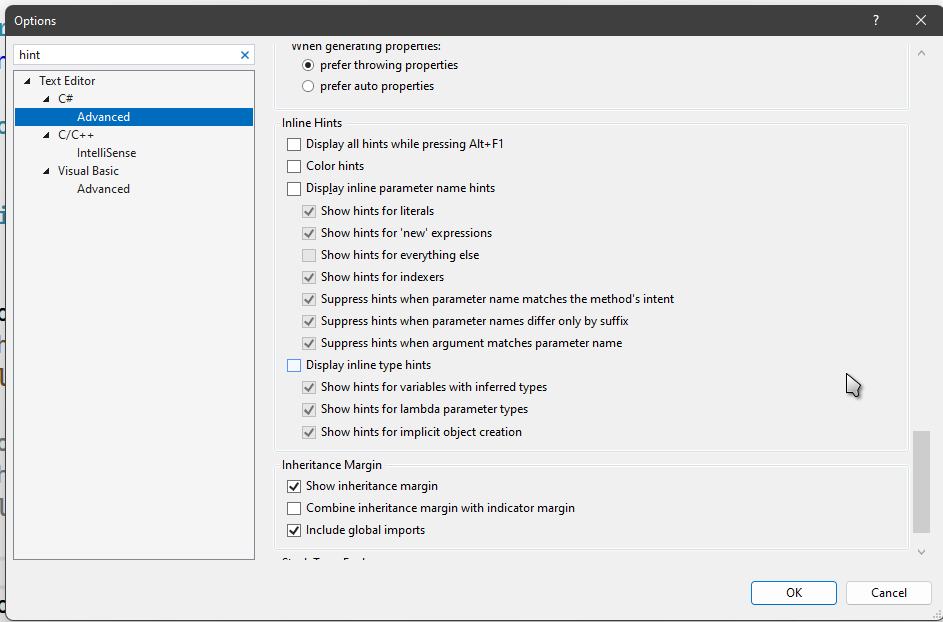 Options
?
hint
Text Editor
C#
Advanced
C/C++
IntelliSense
Visual Basic
Advanced
When generating properties:
prefer throwing properties
prefer auto properties
Inline Hints
Display all hints while pressing Alt+F1
Color hints
Display inline parameter name hints
Show hints for literals
Show hints for 'new' expressions
Show hints for everything else
Show hints for indexers
Suppress hints when parameter name matches the method's intent
Suppress hints when parameter names differ only by suffix
Suppress hints when argument matches parameter name
Display inline type hints
Show hints for variables with inferred types
Show hints for lambda parameter types
Show hints for implicit object creation
Inheritance Margin
Show inheritance margin
Combine inheritance margin with indicator margin
Include global imports
OK
Cancel